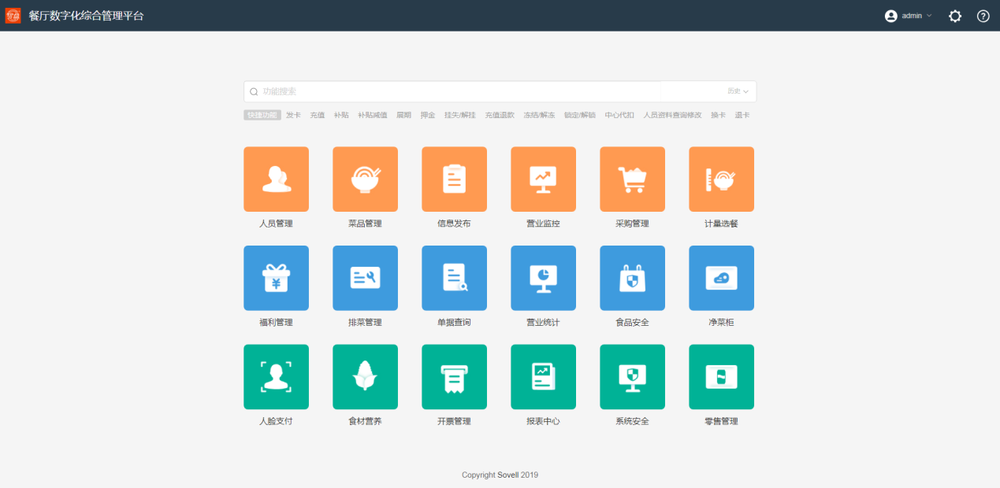 餐厅数字化综合管理平台 admin
功能搜索 历史
快捷功能 发卡 充值 补贴 补贴减值 展期 押金 挂失/解挂 充值退款 冻结/解冻 锁定/解锁 中心代扣 人员资料查询修改 换卡 退卡
人员管理 菜品管理 信息发布 营业监控 采购管理 计量选餐
福利管理 排菜管理 单据查询 营业统计 食品安全 净菜柜
人脸支付 食材营养 开票管理 报表中心 系统安全 零售管理
Copyright Sovell 2019